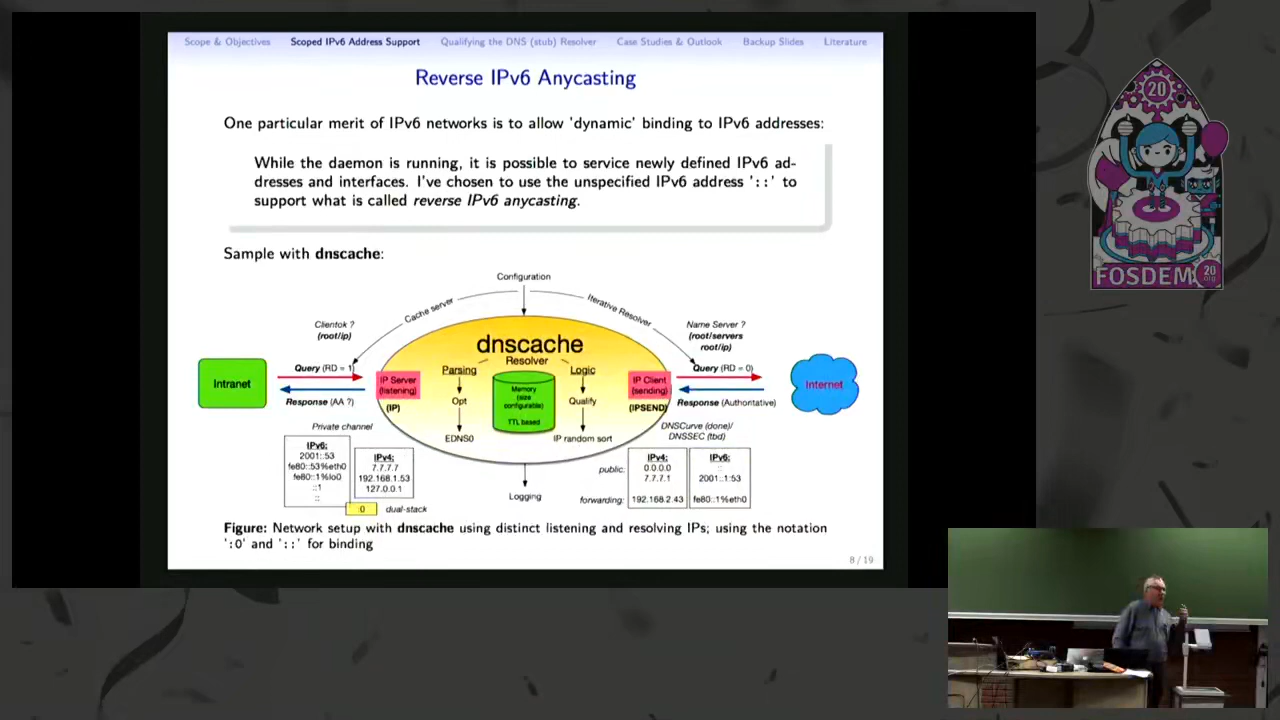 Scope & Objectives Scoped IPv6 Address Support Qualifying the DNS (stub) Resolver Case Studies & Outlook Backup Slides Literature
Reverse IPv6 Anycasting
One particular merit of IPv6 networks is to allow 'dynamic' binding to IPv6 addresses:
While the daemon is running, it is possible to service newly defined IPv6 ad-
dresses and interfaces. I've chosen to use the unspecified IPv6 address '::' to
support what is called reverse IPv6 anycasting.
Sample with dnscache:
Configuration
Cache server
Iterative Resolver
Clientok ?
(root/ip)
Name Server ?
(root/servers
root/ip)
dnscache
Resolver
Parsing
Logic
Query (RD = 1)
Query (RD = 0)
Intranet
IP Server
(listening)
(IP)
Memory
(size
configurable)
TTL based
IP Client
(sending)
(IPSEND)
Internet
Response (AA ?)
Response (Authontative)
Opt
Qualify
EDNS0
IP random sort
Private channel
DNSCurve (done)/
DNSSEC (tbd)
IPv6:
2001::53
fe80::53%eth0
fe80::1%lo0
::1
::
IPv4:
7.7.7.7
192.168.1.53
127.0.0.1
:0
dual-stack
Logging
public:
forwarding:
IPv4:
0.0.0.0
7.7.7.1
192.168.2.43
IPv6:
::
2001::1:53
fe80::1%eth0
Figure: Network setup with dnscache using distinct listening and resolving IPs; using the notation
':0' and '::' for binding
8 / 19
20
FOSDEM
20
.org